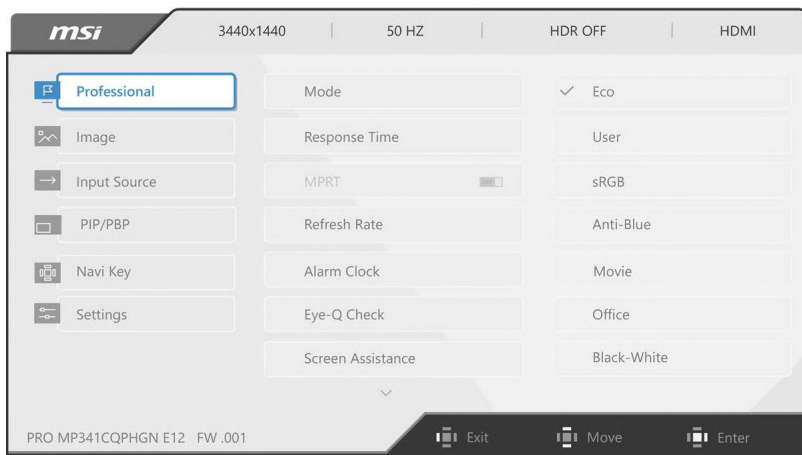 msi 3440x1440 50 HZ HDR OFF HDMI
Professional Mode Eco
Image Response Time User
Input Source MPRT sRGB
PIP/PBP Refresh Rate Anti-Blue
Navi Key Alarm Clock Movie
Settings Eye-Q Check Office
Screen Assistance Black-White
PRO MP341CQPHGN E12 FW .001 Exit Move Enter